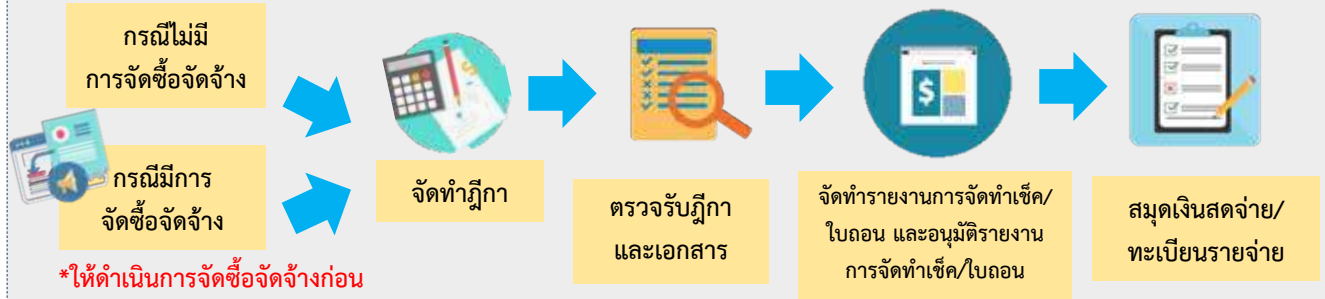 กรณีไม่มี
การจัดซื้อจัดจ้าง
กรณีมีการ
จัดซื้อจัดจ้าง
*ให้ดำเนินการจัดซื้อจัดจ้างก่อน
จัดทำฎีกา
ตรวจรับฎีกา
และเอกสาร
จัดทำรายงานการจัดทำเช็ค/
ใบถอน และอนุมัติรายงาน
การจัดทำเช็ค/ใบถอน
สมุดเงินสดจ่าย/
ทะเบียนรายจ่าย